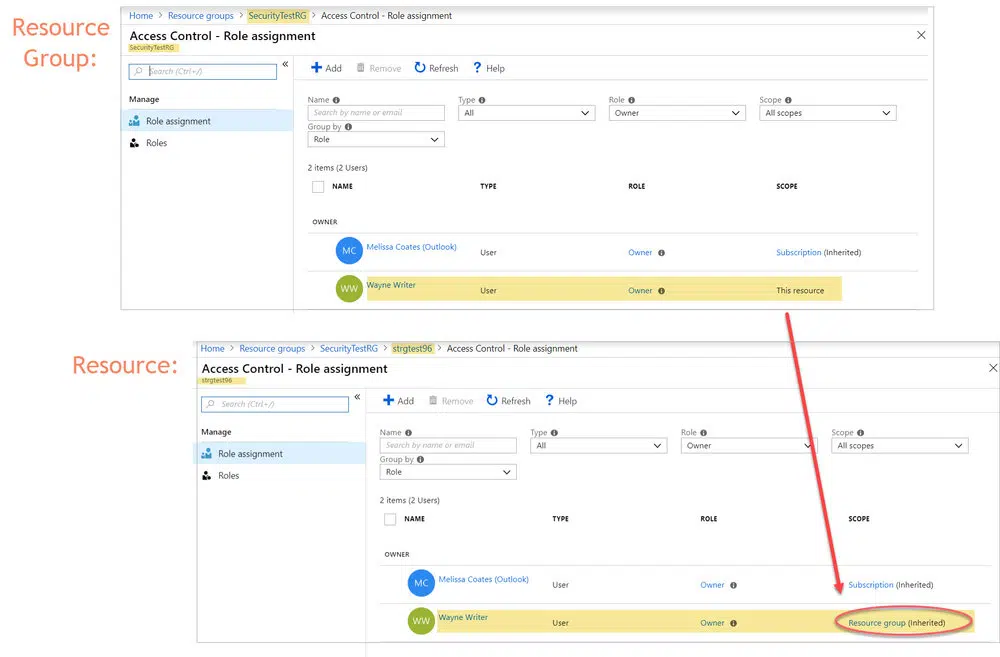 Resource
Group:
Home > Resource groups > SecurityTestRG > Access Control - Role assignment
Access Control - Role assignment
SecurityTestRG
Search (Ctrl+/)
«
Add Remove Refresh ? Help
Manage
Role assignment
Roles
Name Type Role Scope
Search by name or email All Owner All scopes
Group by
Role
2 items (2 Users)
NAME TYPE ROLE SCOPE
OWNER
MC Melissa Coates (Outlook) User Owner Subscription (Inherited)
WW Wayne Writer User Owner This resource
Resource:
Home > Resource groups > SecurityTestRG > strgtest96 > Access Control - Role assignment
Access Control - Role assignment
strgtest96
Search (Ctrl+/)
«
Add Remove Refresh ? Help
Manage
Role assignment
Roles
Name Type Role Scope
Search by name or email All Owner All scopes
Group by
Role
2 items (2 Users)
NAME TYPE ROLE SCOPE
OWNER
MC Melissa Coates (Outlook) User Owner Subscription (Inherited)
WW Wayne Writer User Owner Resource group (Inherited)